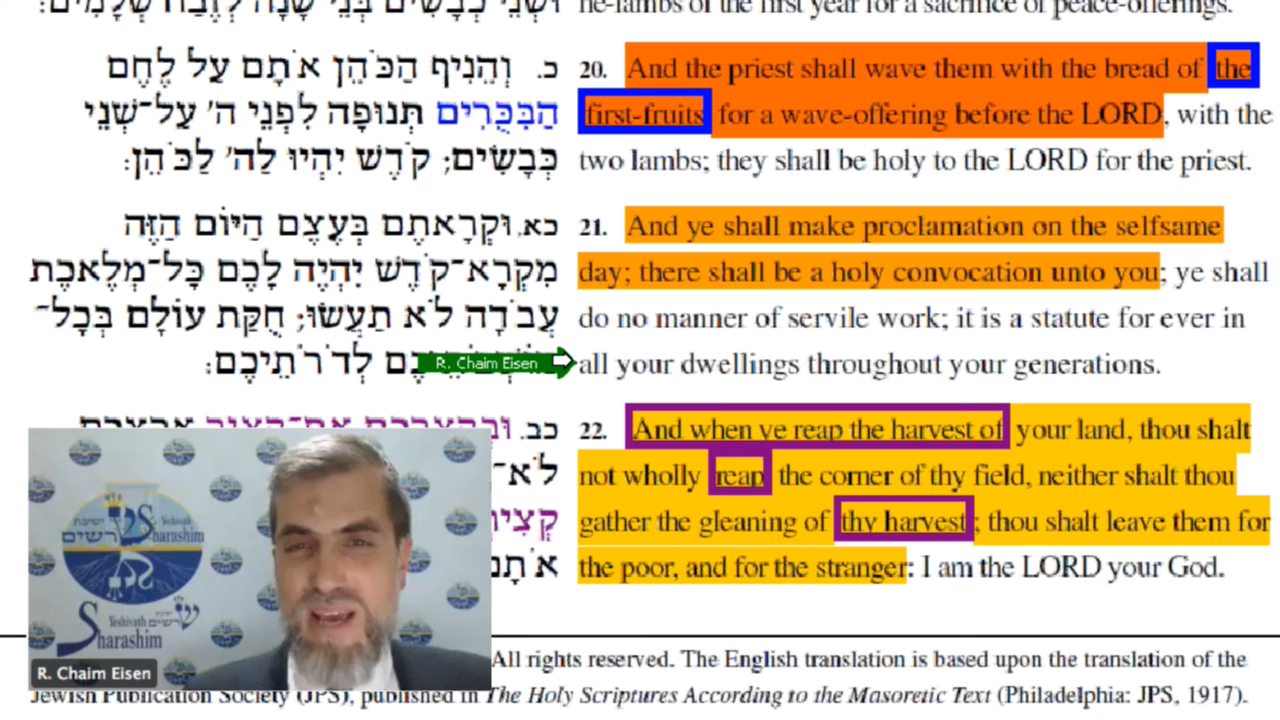 וּשְׁנֵי כְבָשִׂים בְּנֵי שָׁנָה לְזֶבַח שְׁלָמִים:
he-lambs of the first year for a sacrifice of peace-offerings.
כ. וְהֵנִיף הַכֹּהֵן אֹתָם עַל לֶחֶם
הַבִּכֻּרִים תְּנוּפָה לִפְנֵי ה' עַל־שְׁנֵי
כְּבָשִׂים; קֹדֶשׁ יִהְיוּ לַה' לַכֹּהֵן:
20. And the priest shall wave them with the bread of the
first-fruits for a wave-offering before the LORD, with the
two lambs; they shall be holy to the LORD for the priest.
כא. וּקְרָאתֶם בְּעֶצֶם הַיּוֹם הַזֶּה
מִקְרָא־קֹדֶשׁ יִהְיֶה לָכֶם כָּל־מְלֶאכֶת
עֲבֹדָה לֹא תַעֲשׂוּ; חֻקַּת עוֹלָם בְּכָל־
לְדֹרֹתֵיכֶם:
21. And ye shall make proclamation on the selfsame
day; there shall be a holy convocation unto you; ye shall
do no manner of servile work; it is a statute for ever in
all your dwellings throughout your generations.
R. Chaim Eisen
כב.
לֹא־
אֹתָם
22. And when ye reap the harvest of your land, thou shalt
not wholly reap the corner of thy field, neither shalt thou
gather the gleaning of thy harvest; thou shalt leave them for
the poor, and for the stranger: I am the LORD your God.
ישיבת
שרשים
Yeshivath
Sharashim
R. Chaim Eisen
All rights reserved. The English translation is based upon the translation of the
Jewish Publication Society (JPS), published in The Holy Scriptures According to the Masoretic Text (Philadelphia: JPS, 1917).